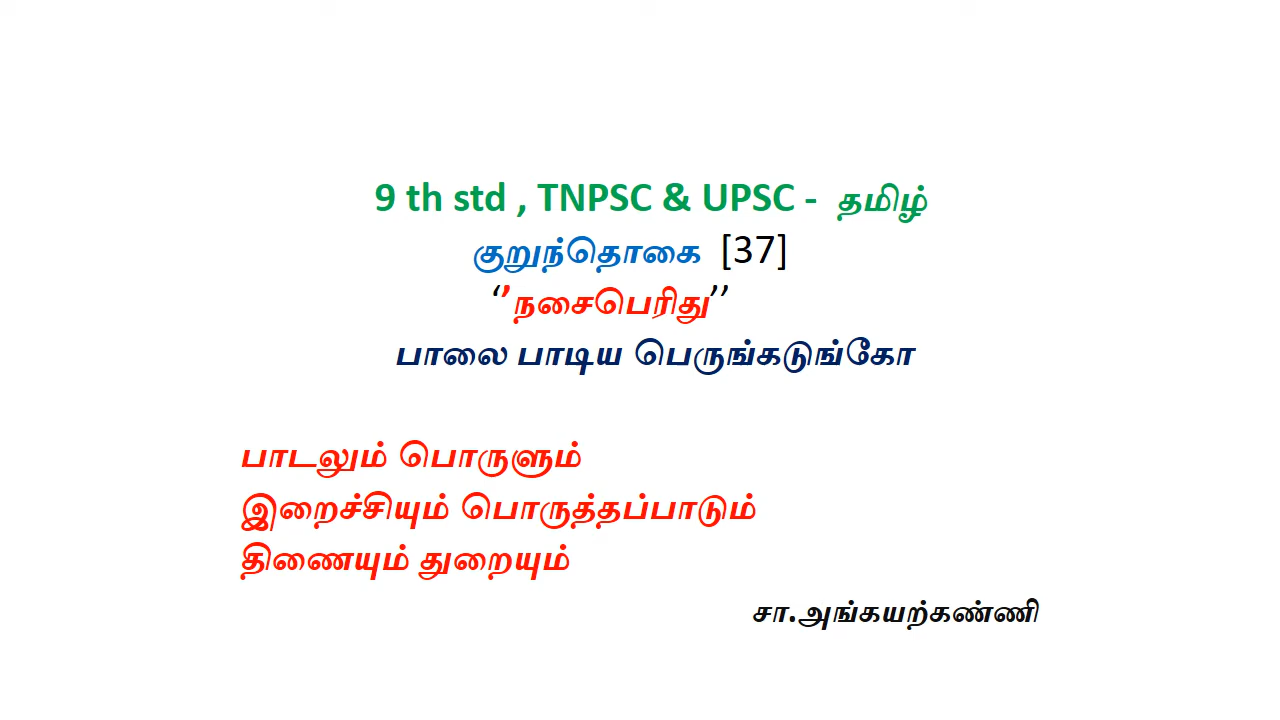 9 th std , TNPSC & UPSC - தமிழ்
குறுந்தொகை [37]
‘’நசைபெரிது’’
பாலை பாடிய பெருங்கடுங்கோ
பாடலும் பொருளும்
இறைச்சியும் பொருத்தப்பாடும்
திணையும் துறையும்
சா.அங்கயற்கண்ணி